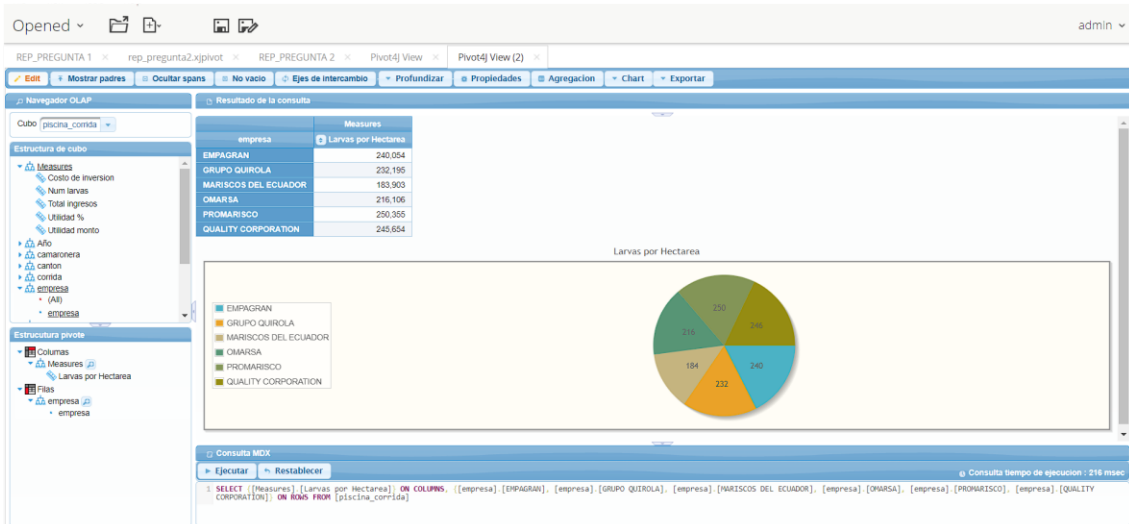 Opened
admin
REP_PREGUNTA 1 × rep_pregunta2.xjpivot × REP_PREGUNTA 2 × Pivot4J View × Pivot4J View (2) ×
Edit Mostrar padres Ocultar spans No vacio Ejes de intercambio Profundizar Propiedades Agregacion Chart Exportar
Navegador OLAP
Cubo piscina_corrida
Estructura de cubo
Measures
Costo de inversion
Num larvas
Total ingresos
Utilidad %
Utilidad monto
Año
camaronera
canton
corrida
empresa
(All)
empresa
Estrucutura pivote
Columas
Measures
Larvas por Hectarea
Filas
empresa
empresa
Resultado de la consulta
Measures
empresa Larvas por Hectarea
EMPAGRAN 240,054
GRUPO QUIROLA 232,195
MARISCOS DEL ECUADOR 183,903
OMARSA 216,106
PROMARISCO 250,355
QUALITY CORPORATION 245,654
Larvas por Hectarea
EMPAGRAN
GRUPO QUIROLA
MARISCOS DEL ECUADOR
OMARSA
PROMARISCO
QUALITY CORPORATION
250
246
216
184
240
232
Consulta MDX
Ejecutar Restablecer
Consulta tiempo de ejecucion : 216 msec
1 SELECT {[Measures].[Larvas por Hectarea]} ON COLUMNS, {[empresa].[EMPAGRAN], [empresa].[GRUPO QUIROLA], [empresa].[MARISCOS DEL ECUADOR], [empresa].[OMARSA], [empresa].[PROMARISCO], [empresa].[QUALITY
CORPORATION]} ON ROWS FROM [piscina_corrida]